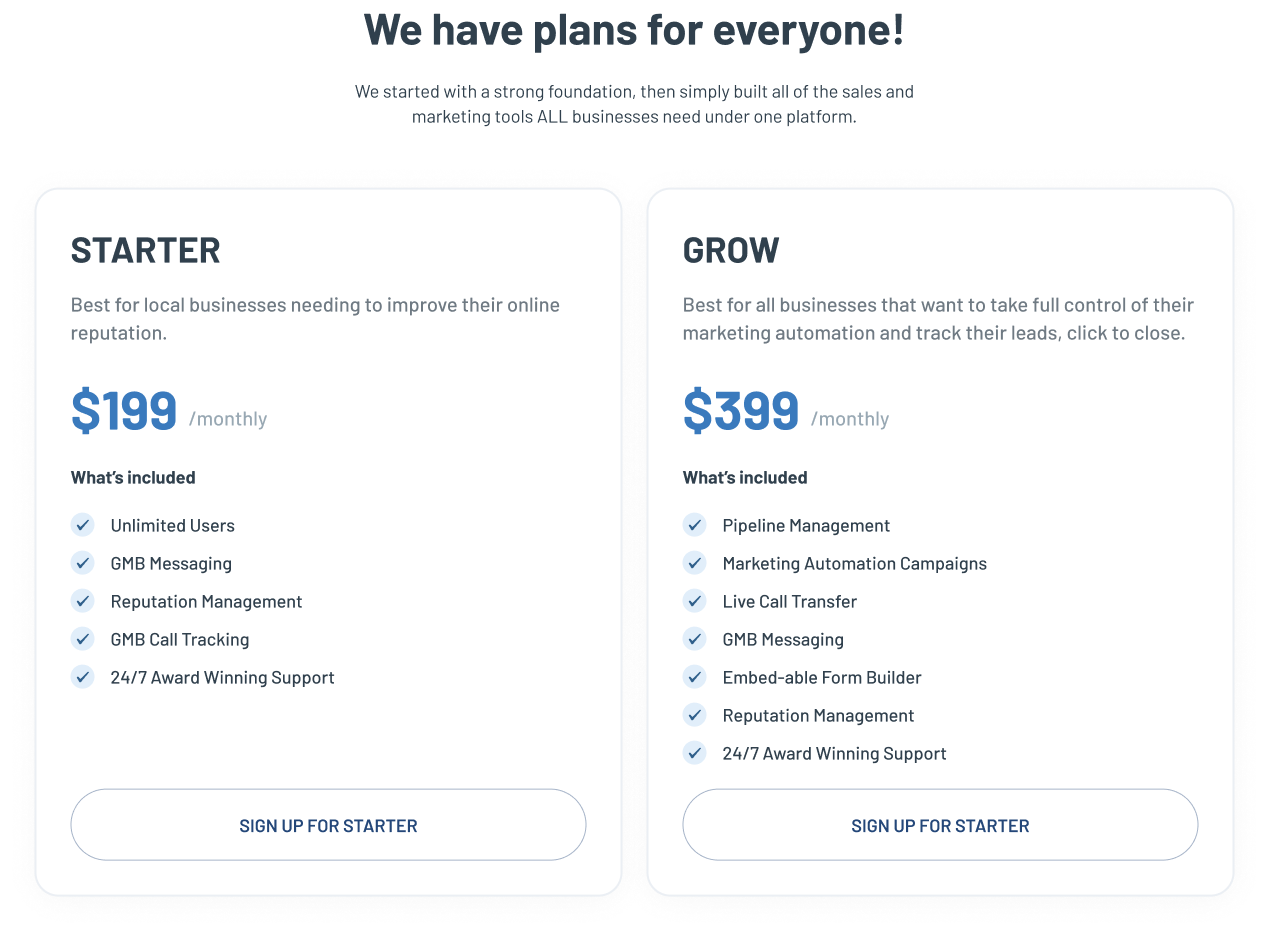 We have plans for everyone!
We started with a strong foundation, then simply built all of the sales and
marketing tools ALL businesses need under one platform.
STARTER
Best for local businesses needing to improve their online
reputation.
$199 /monthly
What’s included
Unlimited Users
GMB Messaging
Reputation Management
GMB Call Tracking
24/7 Award Winning Support
SIGN UP FOR STARTER
GROW
Best for all businesses that want to take full control of their
marketing automation and track their leads, click to close.
$399 /monthly
What’s included
Pipeline Management
Marketing Automation Campaigns
Live Call Transfer
GMB Messaging
Embed-able Form Builder
Reputation Management
24/7 Award Winning Support
SIGN UP FOR STARTER